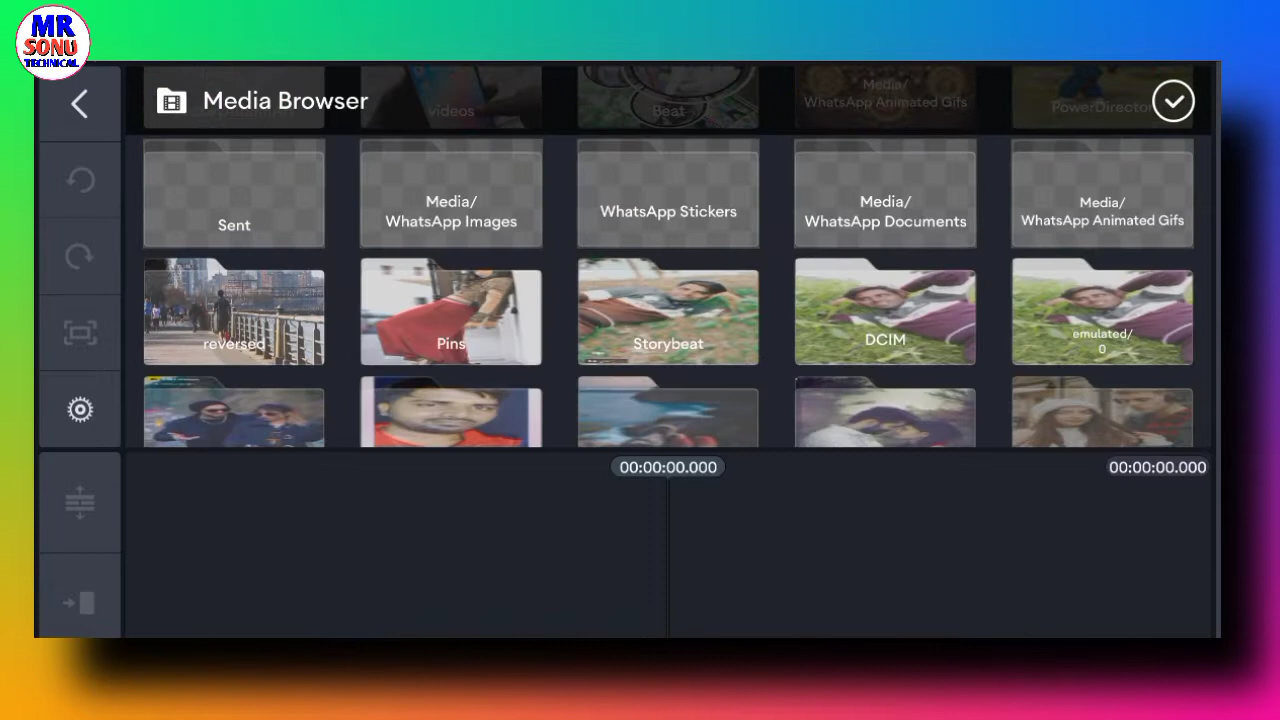 MR
SONU
TECHNICAL
Media Browser
videos
Beat
Media/
WhatsApp Animated Gifs
PowerDirector
Sent
Media/
WhatsApp Images
WhatsApp Stickers
Media/
WhatsApp Documents
Media/
WhatsApp Animated Gifs
reversed
Pins
Storybeat
DCIM
emulated/
0
00:00:00.000
00:00:00.000